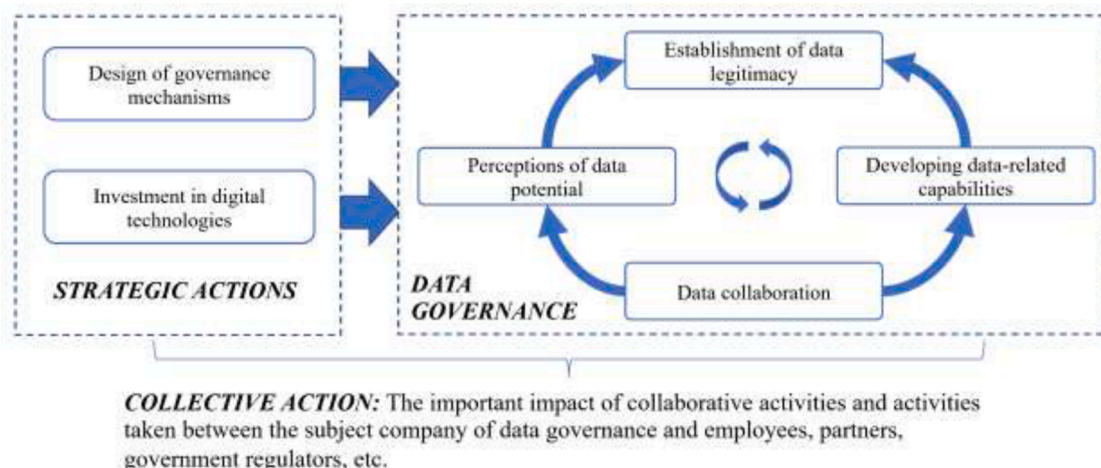 Design of governance
mechanisms
Investment in digital
technologies
STRATEGIC ACTIONS
Establishment of data
legitimacy
Perceptions of data
potential
Developing data-related
capabilities
Data collaboration
DATA
GOVERNANCE
COLLECTIVE ACTION: The important impact of collaborative activities and activities
taken between the subject company of data governance and employees, partners,
government regulators, etc.